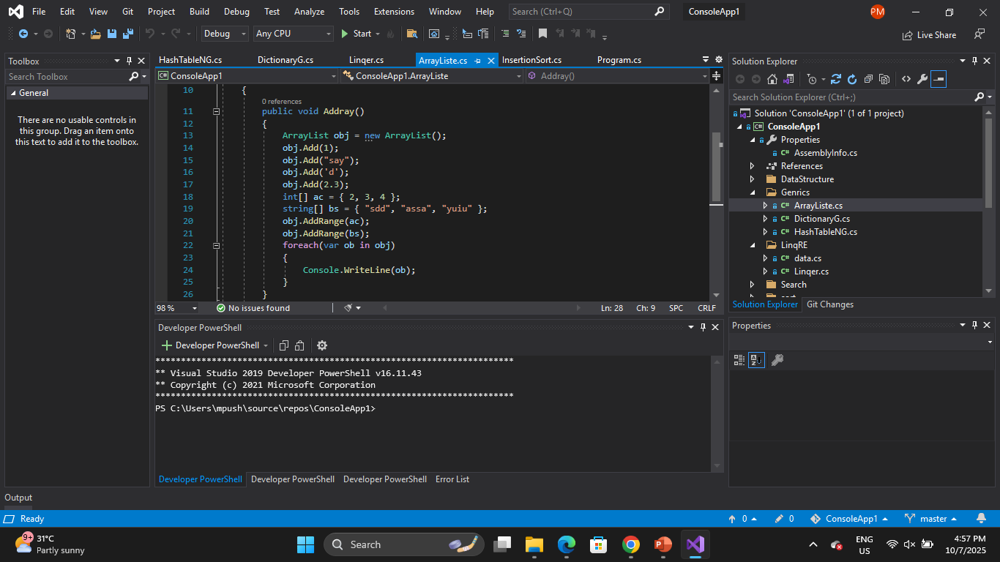 File Edit View Git Project Build Debug Test Analyze Tools Extensions Window Help Search (Ctrl+Q) ConsoleApp1 PM
Debug Any CPU Start Live Share
Toolbox
Search Toolbox
General
There are no usable controls in
this group. Drag an item onto
this text to add it to the toolbox.
HashTableNG.cs DictionaryG.cs Linqer.cs ArrayListe.cs InsertionSort.cs Program.cs
ConsoleApp1 ConsoleApp1.ArrayListe Addray()
10 {
0 references
11 public void Addray()
12 {
13 ArrayList obj = new ArrayList();
14 obj.Add(1);
15 obj.Add("say");
16 obj.Add('d');
17 obj.Add(2.3);
18 int[] ac = { 2, 3, 4 };
19 string[] bs = { "sdd", "assa", "yuiu" };
20 obj.AddRange(ac);
21 obj.AddRange(bs);
22 foreach(var ob in obj)
23 {
24 Console.WriteLine(ob);
25 }
26 }
98 % No issues found Ln: 28 Ch: 9 SPC CRLF
Developer PowerShell
Developer PowerShell
**********************************************************************
** Visual Studio 2019 Developer PowerShell v16.11.43
** Copyright (c) 2021 Microsoft Corporation
**********************************************************************
PS C:\Users\mpush\source\repos\ConsoleApp1>
Developer PowerShell Developer PowerShell Developer PowerShell Error List
Solution Explorer
Search Solution Explorer (Ctrl+;)
Solution 'ConsoleApp1' (1 of 1 project)
C# ConsoleApp1
Properties
C# AssemblyInfo.cs
References
DataStructure
Genrics
C# ArrayListe.cs
C# DictionaryG.cs
C# HashTableNG.cs
LinqRE
C# data.cs
C# Linqer.cs
Search
Solution Explorer Git Changes
Properties
Output
Ready 0 0 ConsoleApp1 master
9+ 31°C
Partly sunny
Search
ENG
US
4:57 PM
10/7/2025